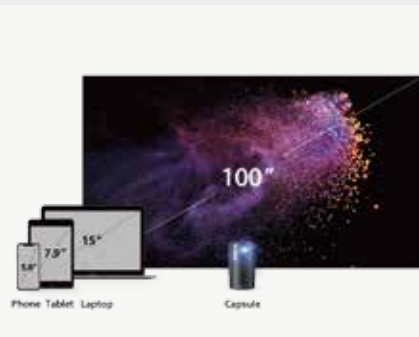 100"
15"
7.9"
5.8"
Phone Tablet Laptop
Capsule